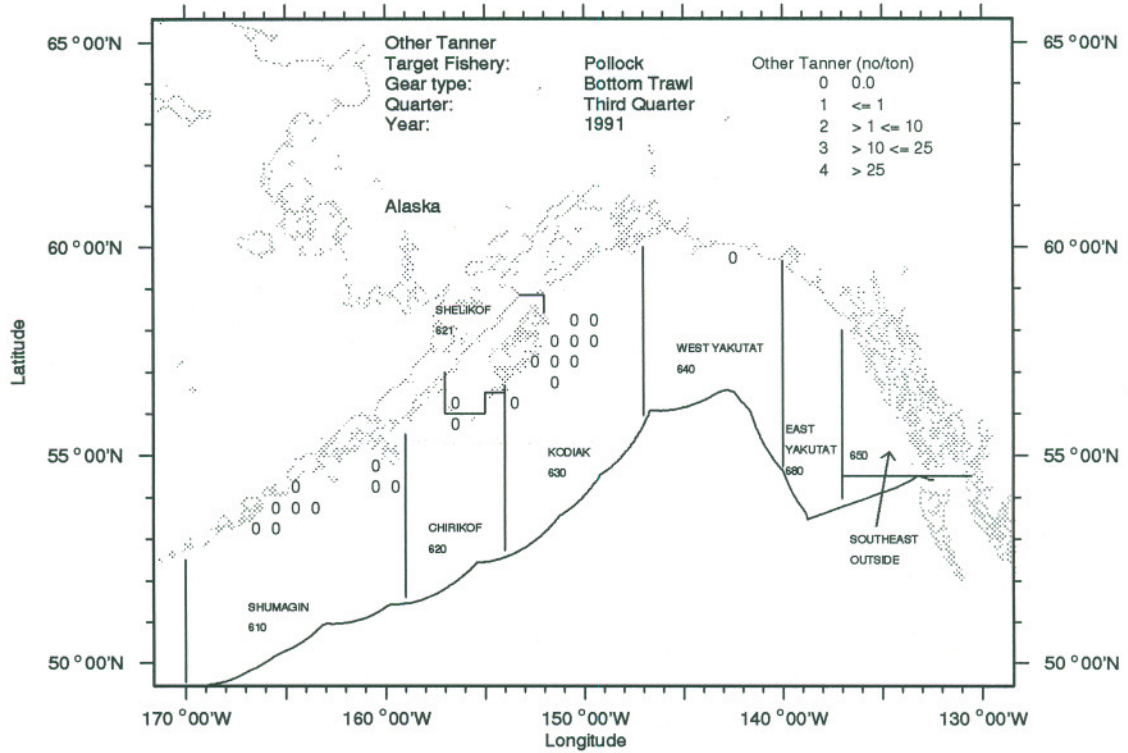 65 °00'N
65 °00'N
Other Tanner
Target Fishery: Pollock
Gear type: Bottom Trawl
Quarter: Third Quarter
Year: 1991
Other Tanner (no/ton)
0 0.0
1 <= 1
2 > 1 <= 10
3 > 10 <= 25
4 > 25
Alaska
60 °00'N
60 °00'N
0
SHELIKOF
621
0 0
0 0 0
0 0 0
0
WEST YAKUTAT
640
0 0
0
Latitude
EAST
YAKUTAT
680
650
55 °00'N
55 °00'N
KODIAK
630
0
0 0
0
0 0 0
0 0
CHIRIKOF
620
SOUTHEAST
OUTSIDE
SHUMAGIN
610
50 °00'N
50 °00'N
170 °00'W 160 °00'W 150 °00'W 140 °00'W 130 °00'W
Longitude